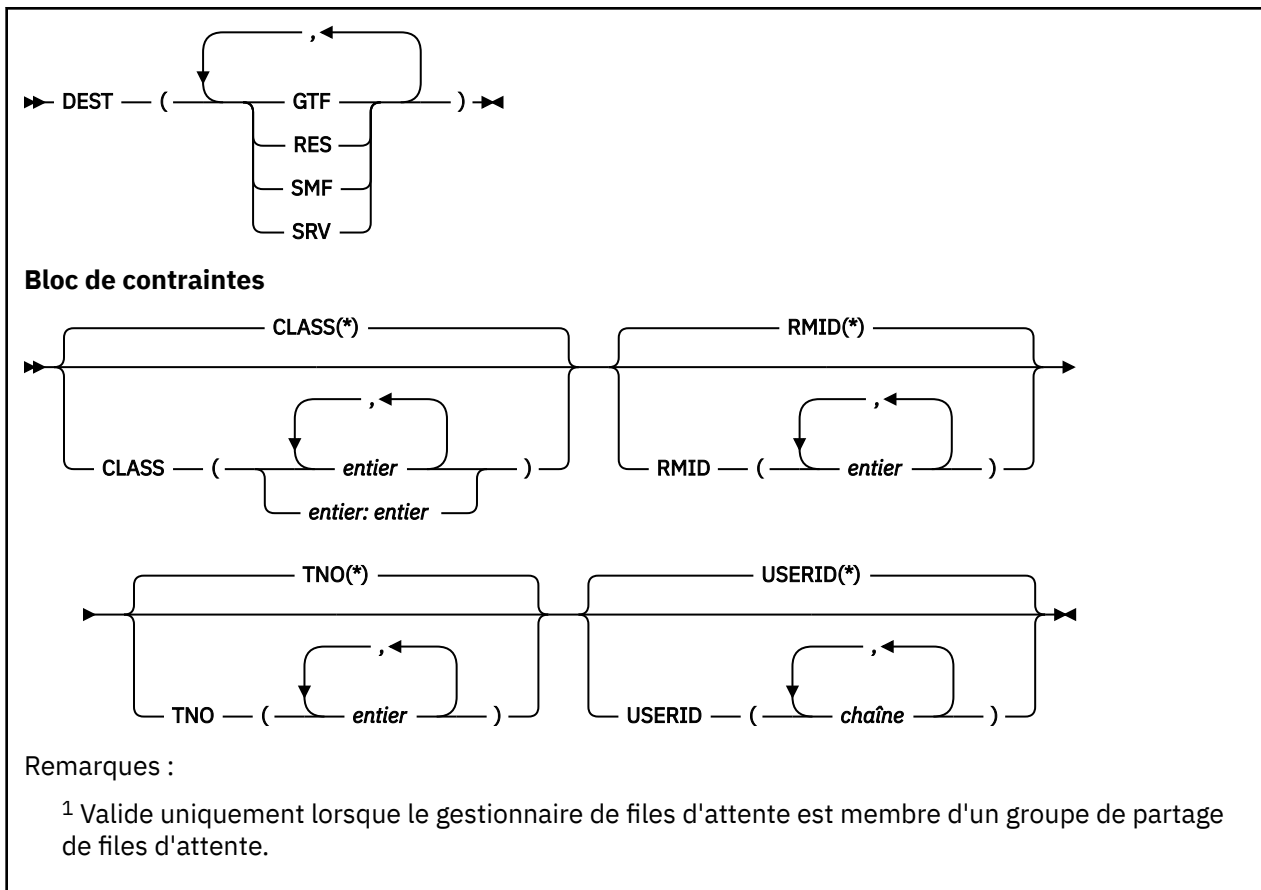 ,
DEST ( GTF )
RES
SMF
SRV
Bloc de contraintes
CLASS(*) RMID(*)
, ,
CLASS ( entier ) RMID ( entier )
entier: entier
TNO(*) USERID(*)
, ,
TNO ( entier ) USERID ( chaîne )
Remarques :
1 Valide uniquement lorsque le gestionnaire de files d'attente est membre d'un groupe de partage
de files d'attente.